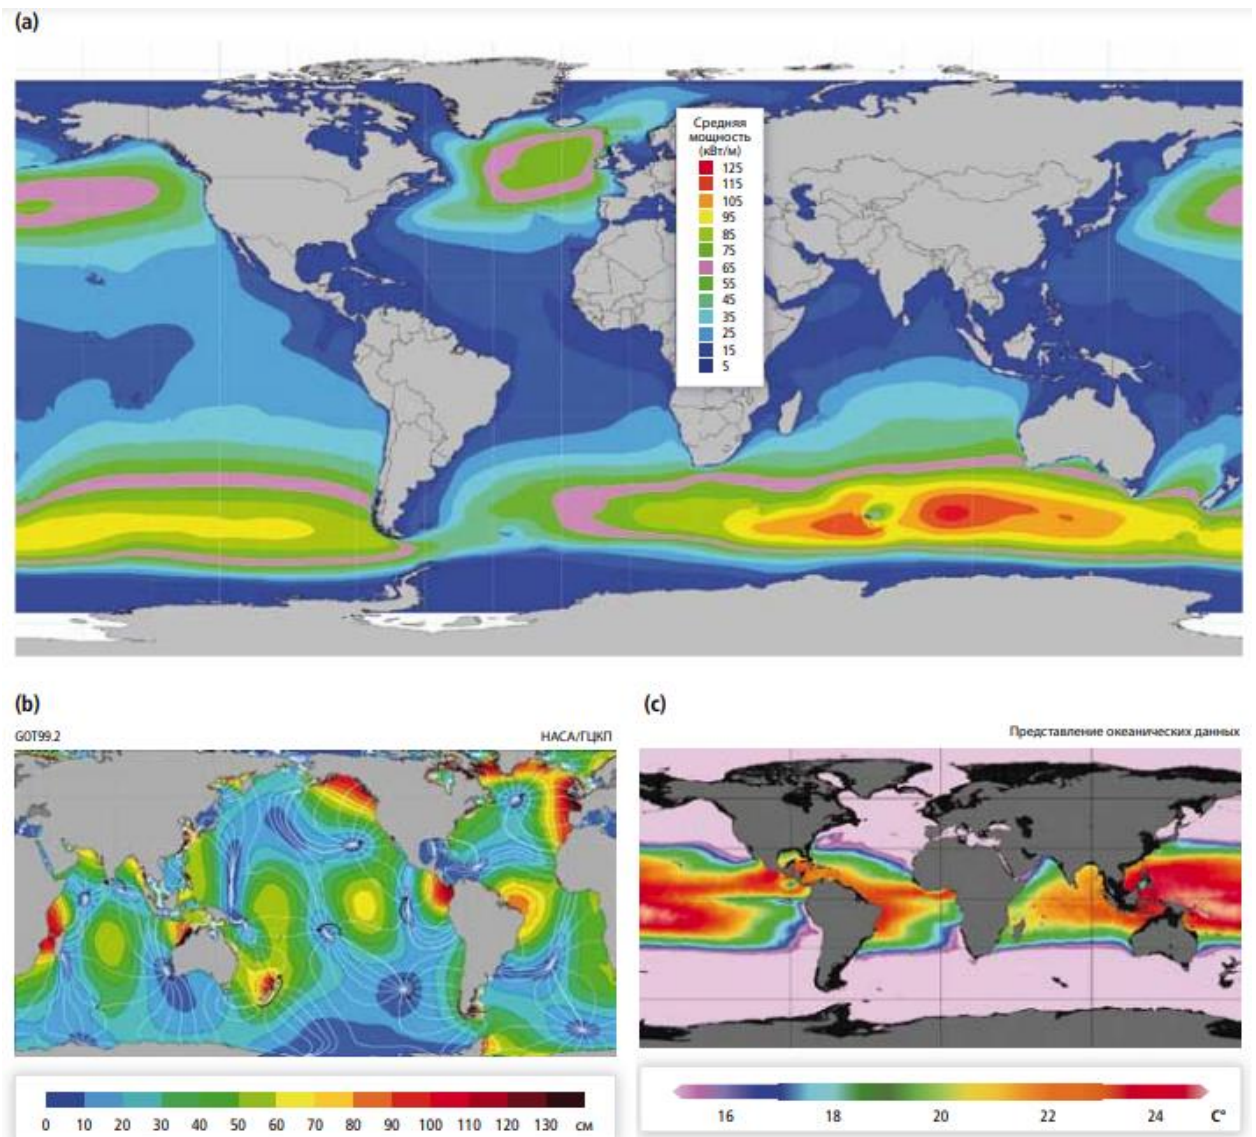 (a)
Средняя
мощность
(кВт/м)
125
115
105
95
85
75
65
55
45
35
25
15
5
(b)
(c)
GOT99.2
НАСА/ГЦКП
Представление океанических данных
0 10 20 30 40 50 60 70 80 90 100 110 120 130 см
16 18 20 22 24 C°